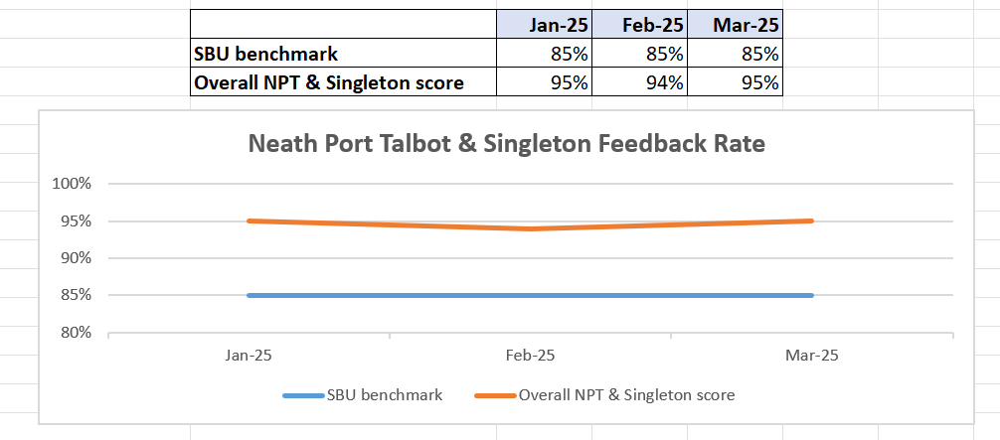 Jan-25 Feb-25 Mar-25
SBU benchmark 85% 85% 85%
Overall NPT & Singleton score 95% 94% 95%
Neath Port Talbot & Singleton Feedback Rate
100%
95%
90%
85%
80%
Jan-25 Feb-25 Mar-25
SBU benchmark Overall NPT & Singleton score